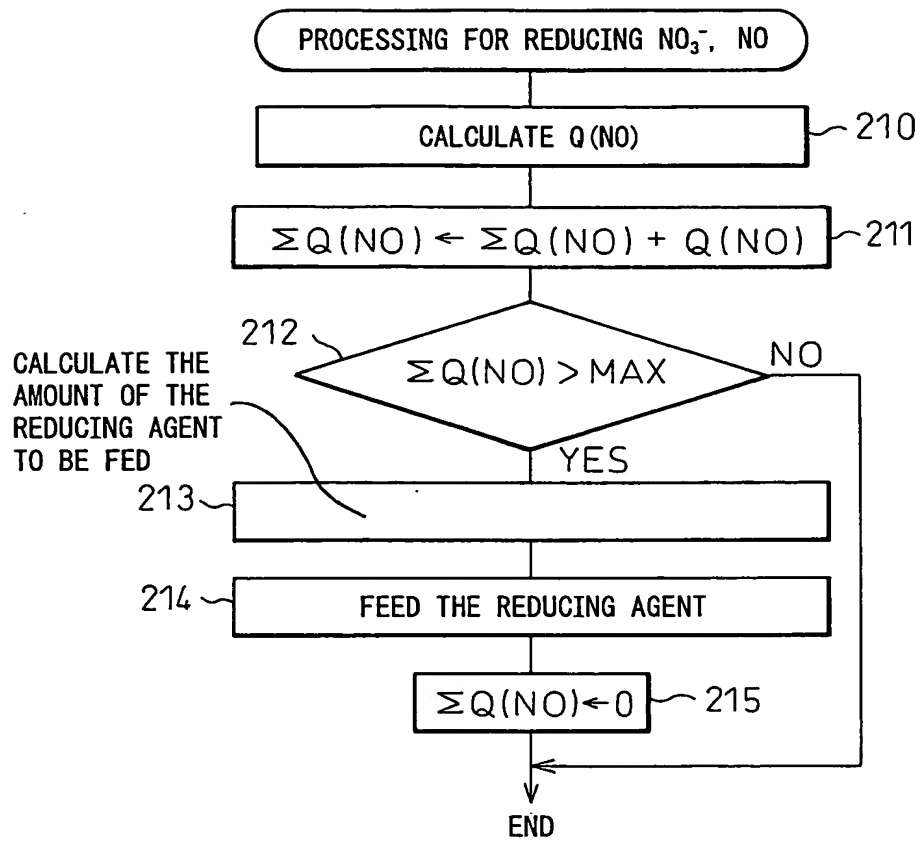 PROCESSING FOR REDUCING NO₃⁻, NO
CALCULATE Q(NO)
210
ΣQ(NO) ← ΣQ(NO) + Q(NO)
211
212
ΣQ(NO) > MAX
NO
CALCULATE THE
AMOUNT OF THE
REDUCING AGENT
TO BE FED
YES
213
214
FEED THE REDUCING AGENT
ΣQ(NO)←0
215
END